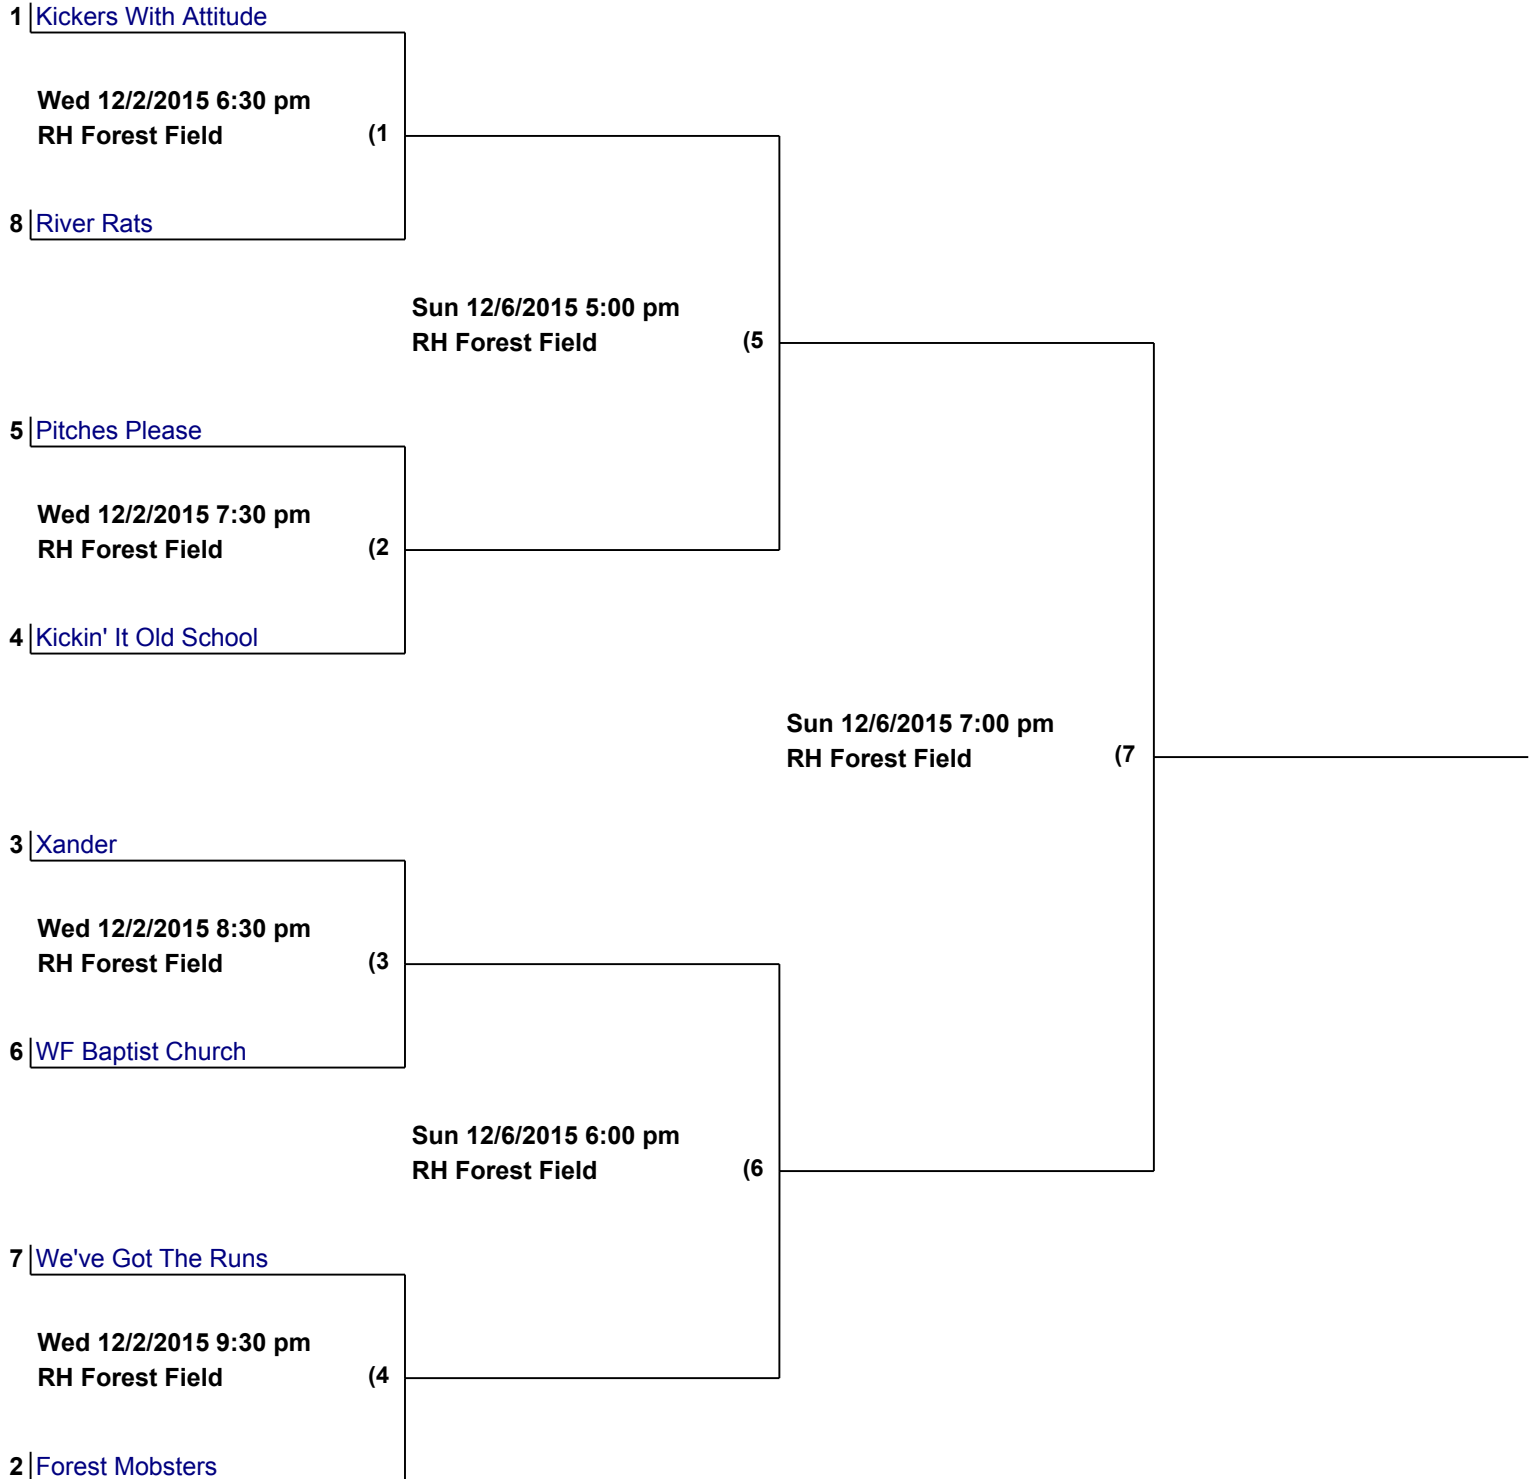 1 Kickers With Attitude
Wed 12/2/2015 6:30 pm
RH Forest Field (1
8 River Rats
Sun 12/6/2015 5:00 pm
RH Forest Field (5
5 Pitches Please
Wed 12/2/2015 7:30 pm
RH Forest Field (2
4 Kickin' It Old School
Sun 12/6/2015 7:00 pm
RH Forest Field (7
3 Xander
Wed 12/2/2015 8:30 pm
RH Forest Field (3
6 WF Baptist Church
Sun 12/6/2015 6:00 pm
RH Forest Field (6
7 We've Got The Runs
Wed 12/2/2015 9:30 pm
RH Forest Field (4
2 Forest Mobsters